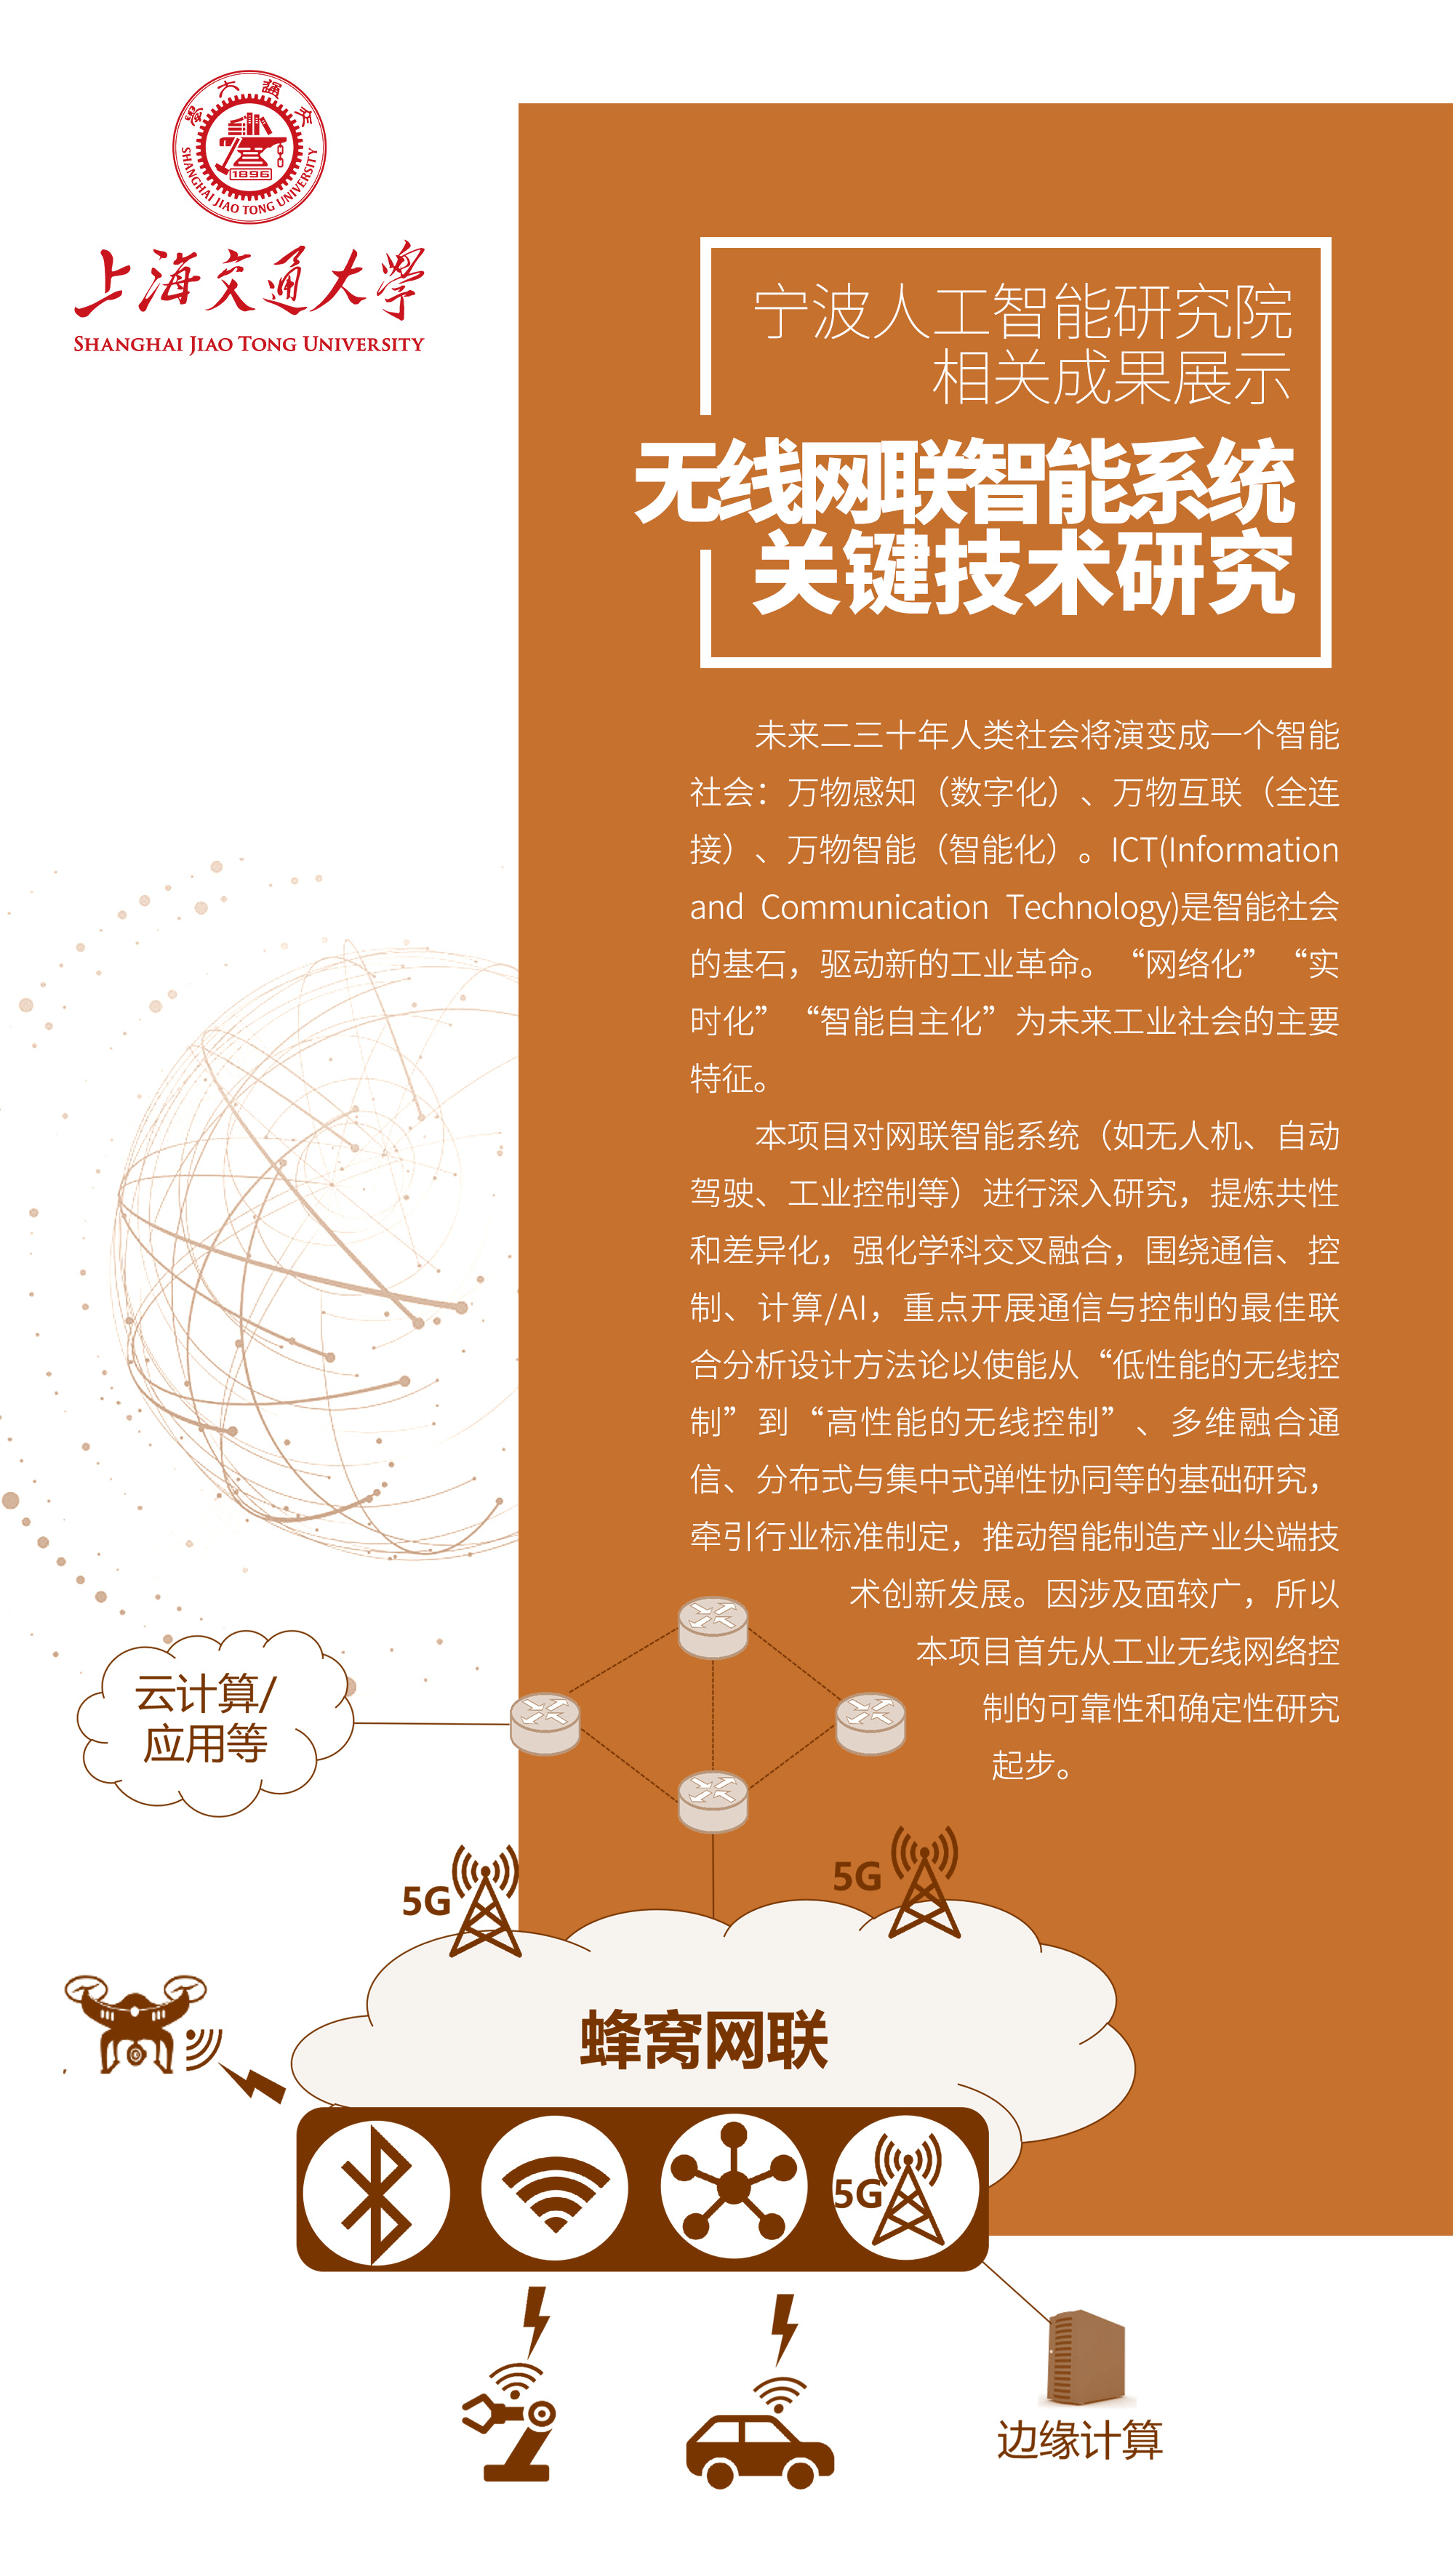 交通大學
SHANGHAI JIAO TONG UNIVERSITY
1896
上海交通大學
SHANGHAI JIAO TONG UNIVERSITY
宁波人工智能研究院
相关成果展示
无线网联智能系统
关键技术研究
未来二三十年人类社会将演变成一个智能
社会：万物感知（数字化）、万物互联（全连
接）、万物智能（智能化）。ICT(Information
and Communication Technology)是智能社会
的基石，驱动新的工业革命。“网络化”“实
时化”“智能自主化”为未来工业社会的主要
特征。
本项目对网联智能系统（如无人机、自动
驾驶、工业控制等）进行深入研究，提炼共性
和差异化，强化学科交叉融合，围绕通信、控
制、计算/AI，重点开展通信与控制的最佳联
合分析设计方法论以使能从“低性能的无线控
制”到“高性能的无线控制”、多维融合通
信、分布式与集中式弹性协同等的基础研究，
牵引行业标准制定，推动智能制造产业尖端技
术创新发展。因涉及面较广，所以
本项目首先从工业无线网络控
制的可靠性和确定性研究
起步。
云计算/
应用等
5G
5G
蜂窝网联
5G
边缘计算